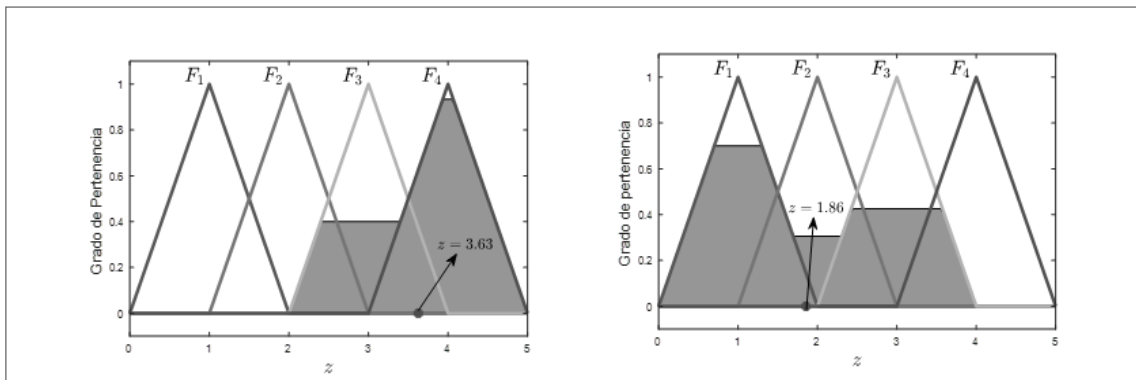 F1 F2 F3 F4
1
0.8
0.6
0.4
0.2
0
Grado de Pertenencia
z = 3.63
0 1 2 3 4 5
z
F1 F2 F3 F4
1
0.8
0.6
0.4
0.2
0
Grado de pertenencia
z = 1.86
0 1 2 3 4 5
z